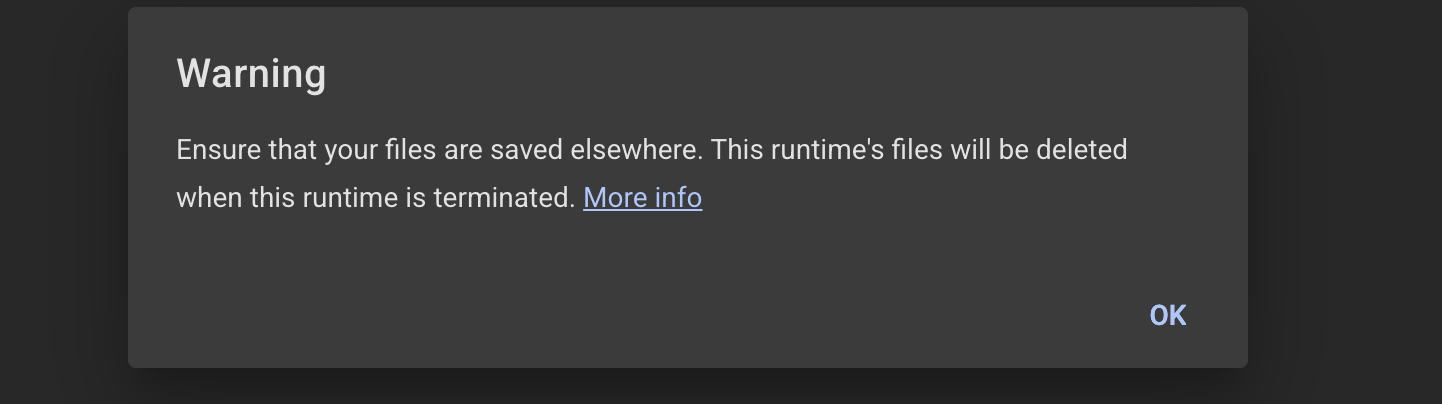 Warning
Ensure that your files are saved elsewhere. This runtime's files will be deleted
when this runtime is terminated. More info
OK